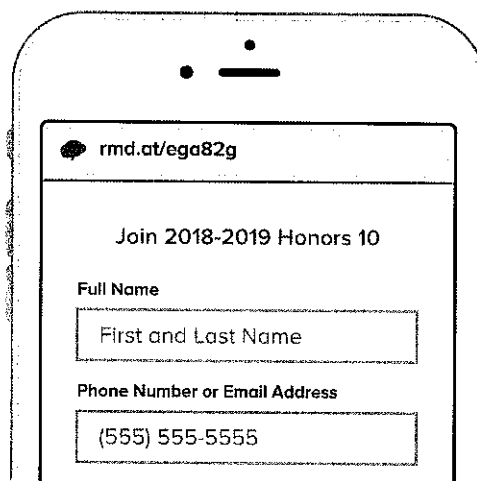 rmd.at/ega82g
Join 2018-2019 Honors 10
Full Name
First and Last Name
Phone Number or Email Address
(555) 555-5555